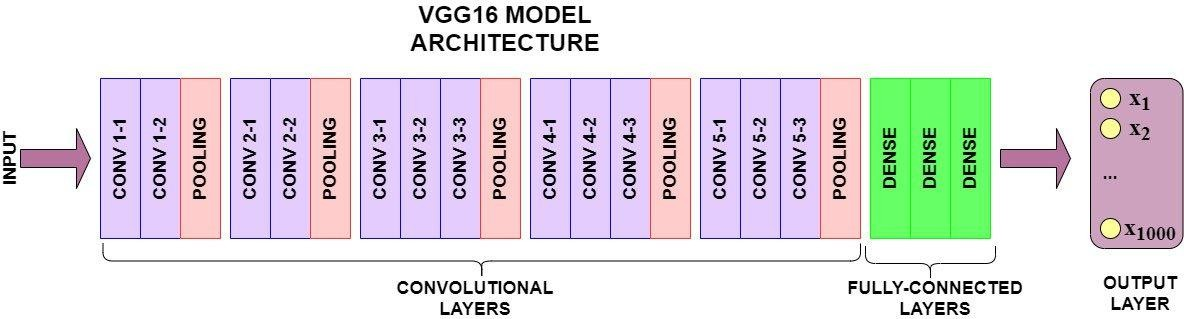 VGG16 MODEL
ARCHITECTURE
INPUT
CONV 1-1
CONV 1-2
POOLING
CONV 2-1
CONV 2-2
POOLING
CONV 3-1
CONV 3-2
CONV 3-3
POOLING
CONV 4-1
CONV 4-2
CONV 4-3
POOLING
CONV 5-1
CONV 5-2
CONV 5-3
POOLING
DENSE
DENSE
DENSE
x1
x2
...
x1000
CONVOLUTIONAL
LAYERS
FULLY-CONNECTED
LAYERS
OUTPUT
LAYER